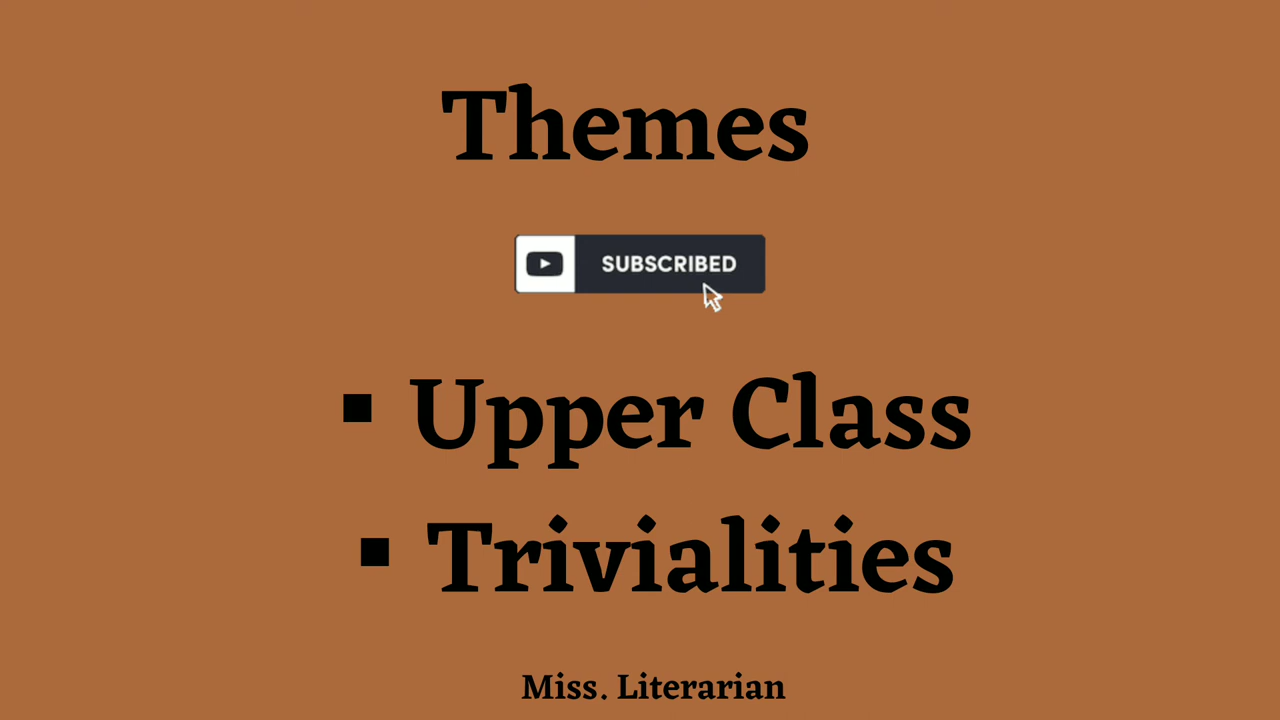 Themes
SUBSCRIBED
▪ Upper Class
▪ Trivialities
Miss. Literarian